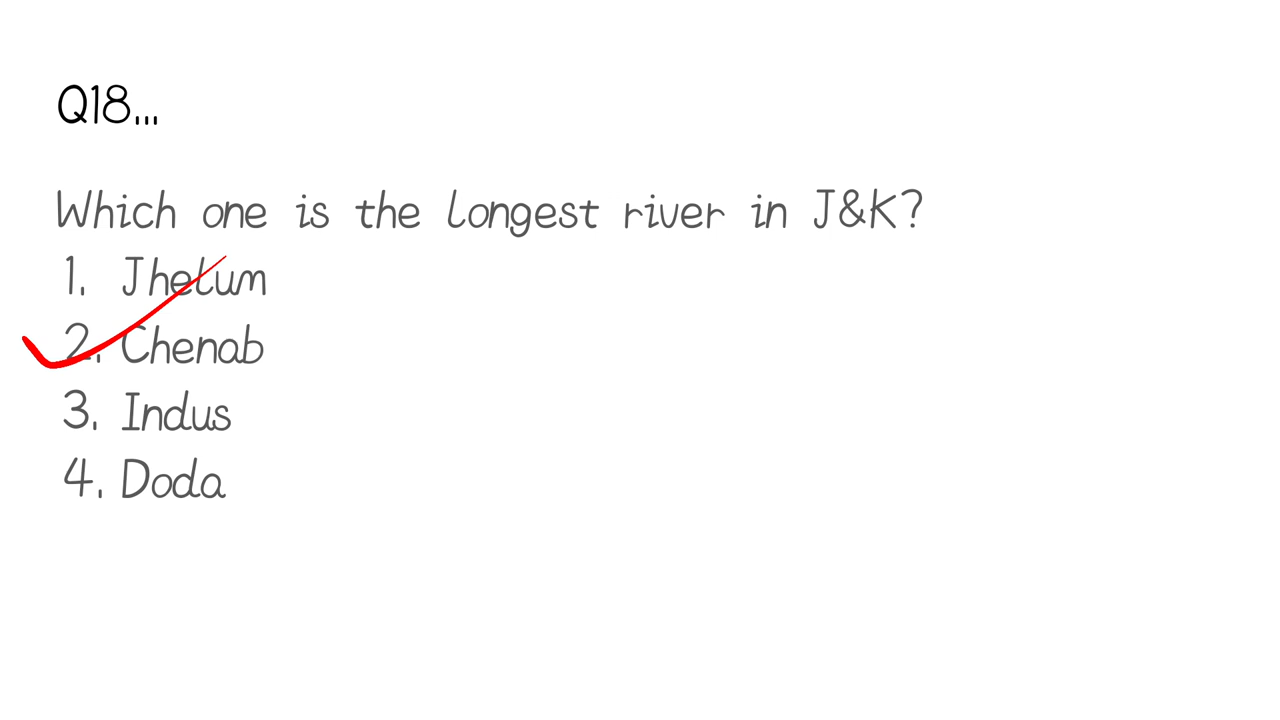 Q18...
Which one is the longest river in J&K?
1. Jhelum
2. Chenab
3. Indus
4. Doda